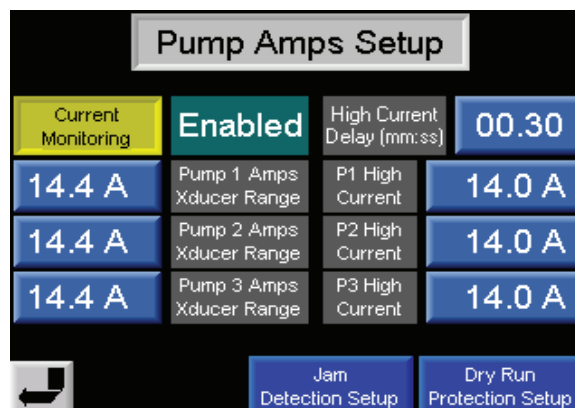 Pump Amps Setup
Current
Monitoring
Enabled
High Current
Delay (mm:ss)
00.30
14.4 A
Pump 1 Amps
Xducer Range
P1 High
Current
14.0 A
14.4 A
Pump 2 Amps
Xducer Range
P2 High
Current
14.0 A
14.4 A
Pump 3 Amps
Xducer Range
P3 High
Current
14.0 A
Jam
Detection Setup
Dry Run
Protection Setup